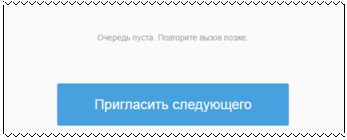 Очередь пуста. Повторите вызов позже.
Пригласить следующего